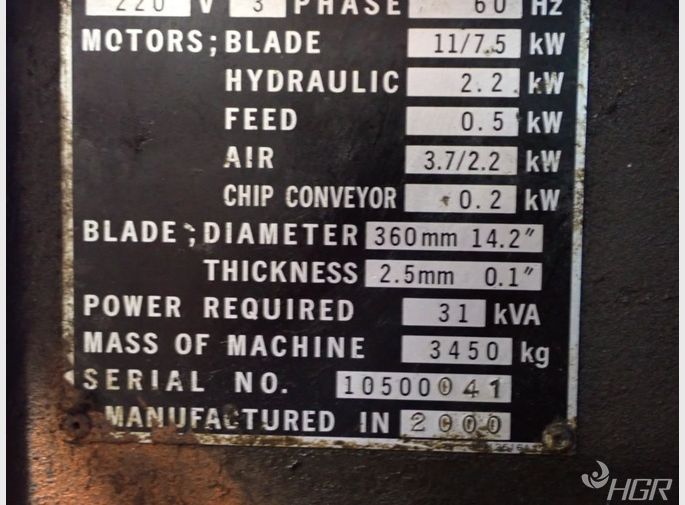 220 V 3 PHASE 60 Hz
MOTORS; BLADE 11/7.5 kW
HYDRAULIC 2.2 kW
FEED 0.5 kW
AIR 3.7/2.2 kW
CHIP CONVEYOR 0.2 kW
BLADE; DIAMETER 360mm 14.2"
THICKNESS 2.5mm 0.1"
POWER REQUIRED 31 kVA
MASS OF MACHINE 3450 kg
SERIAL NO. 10500041
MANUFACTURED IN 2000
HGR